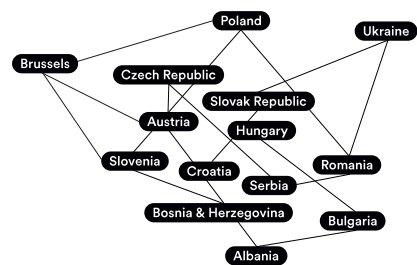 Poland
Ukraine
Brussels
Czech Republic
Slovak Republic
Austria
Hungary
Slovenia
Croatia
Romania
Serbia
Bosnia & Herzegovina
Bulgaria
Albania